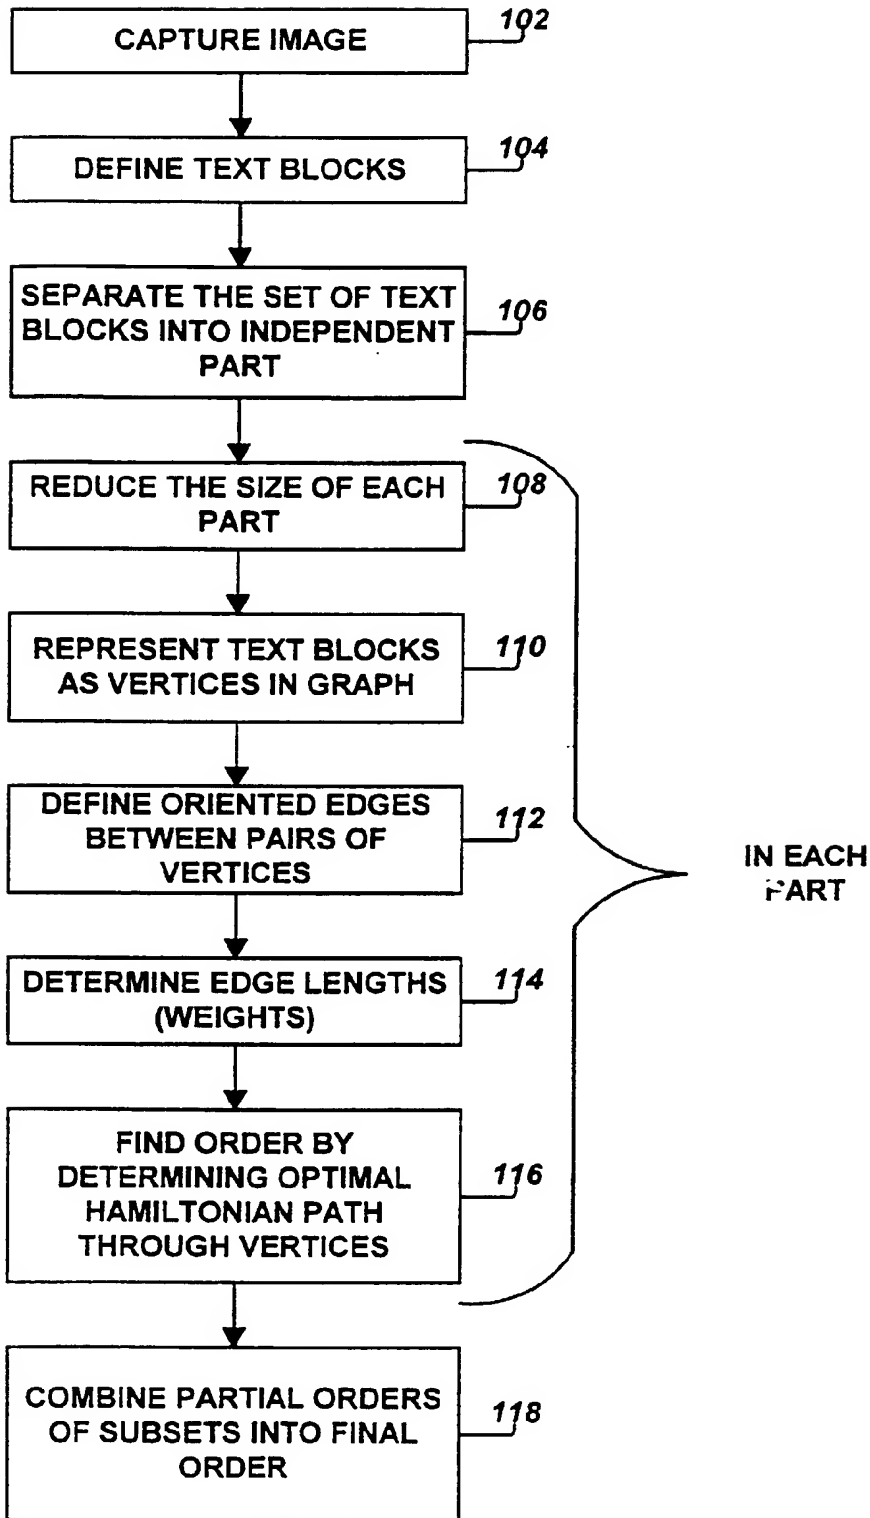 CAPTURE IMAGE
102
DEFINE TEXT BLOCKS
104
SEPARATE THE SET OF TEXT
BLOCKS INTO INDEPENDENT
PART
106
REDUCE THE SIZE OF EACH
PART
108
REPRESENT TEXT BLOCKS
AS VERTICES IN GRAPH
110
DEFINE ORIENTED EDGES
BETWEEN PAIRS OF
VERTICES
112
IN EACH
PART
DETERMINE EDGE LENGTHS
(WEIGHTS)
114
FIND ORDER BY
DETERMINING OPTIMAL
HAMILTONIAN PATH
THROUGH VERTICES
116
COMBINE PARTIAL ORDERS
OF SUBSETS INTO FINAL
ORDER
118